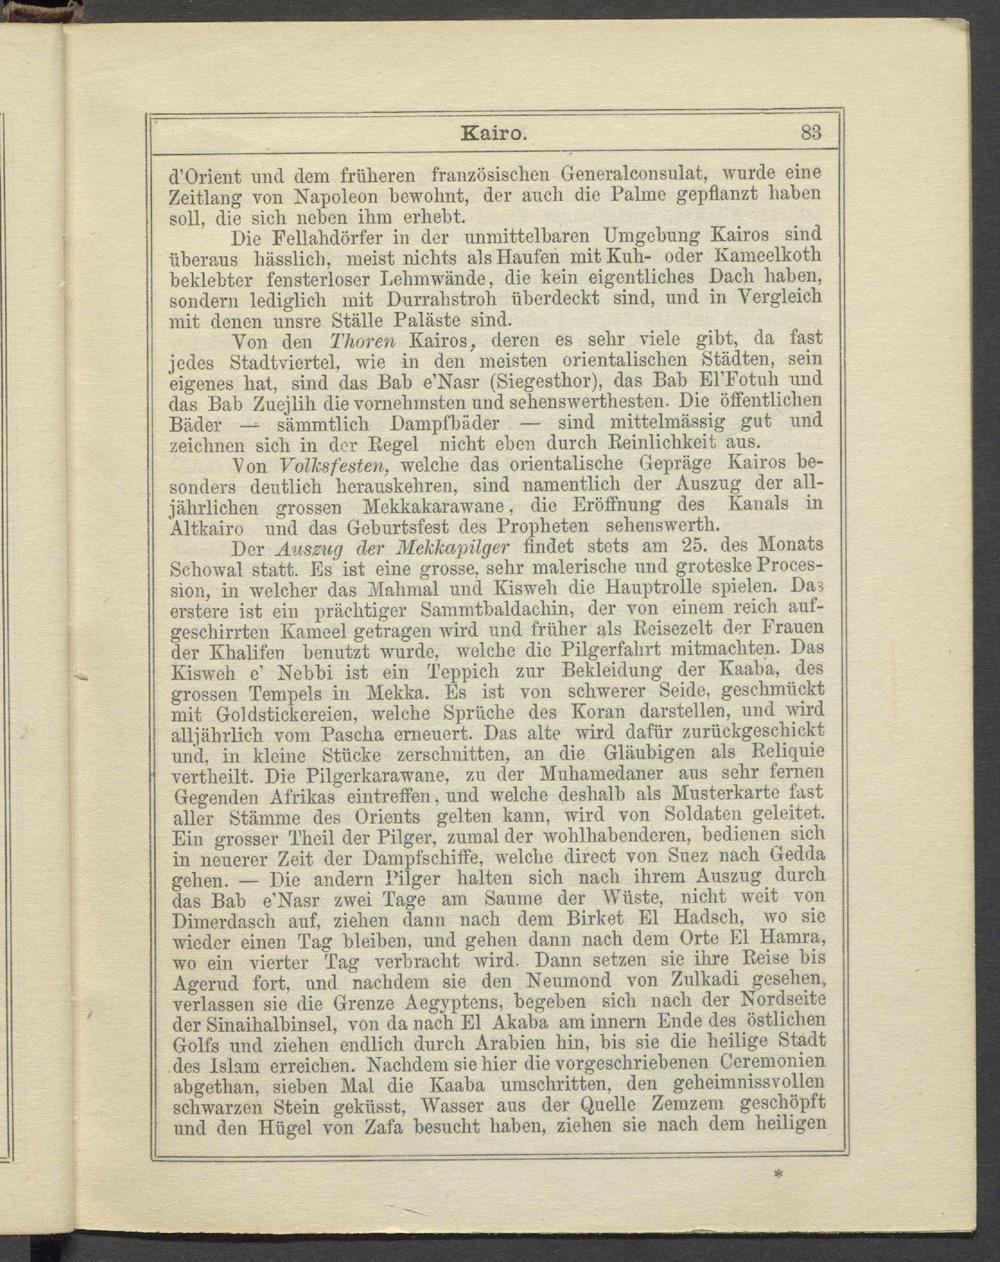 Kairo. 83
d'Orient und dem früheren französischen Generalconsulat, wurde eine
Zeitlang von Napoleon bewohnt, der auch die Palme gepflanzt haben
soll, die sich neben ihm erhebt.
Die Fellahdörfer in der unmittelbaren Umgebung Kairos sind
überaus hässlich, meist nichts als Haufen mit Kuh- oder Kameelkoth
beklebter fensterloser Lehmwände, die kein eigentliches Dach haben,
sondern lediglich mit Durrahstroh überdeckt sind, und in Vergleich
mit denen unsre Ställe Paläste sind.
Von den Thoren Kairos, deren es sehr viele gibt, da fast
jedes Stadtviertel, wie in den meisten orientalischen Städten, sein
eigenes hat, sind das Bab e'Nasr (Siegesthor), das Bab El'Fotuh und
das Bab Zuejlih die vornehmsten und sehenswerthesten. Die öffentlichen
Bäder — sämmtlich Dampfbäder — sind mittelmässig gut und
zeichnen sich in der Regel nicht eben durch Reinlichkeit aus.
Von Volksfesten, welche das orientalische Gepräge Kairos be-
sonders deutlich herauskehren, sind namentlich der Auszug der all-
jährlichen grossen Mekkakarawane, die Eröffnung des Kanals in
Altkairo und das Geburtsfest des Propheten sehenswerth.
Der Auszug der Mekkapilger findet stets am 25. des Monats
Schowal statt. Es ist eine grosse, sehr malerische und groteske Proces-
sion, in welcher das Mahmal und Kisweh die Hauptrolle spielen. Das
erstere ist ein prächtiger Sammtbaldachin, der von einem reich auf-
geschirrten Kameel getragen wird und früher als Reisezelt der Frauen
der Khalifen benutzt wurde, welche die Pilgerfahrt mitmachten. Das
Kisweh e' Nebbi ist ein Teppich zur Bekleidung der Kaaba, des
grossen Tempels in Mekka. Es ist von schwerer Seide, geschmückt
mit Goldstickereien, welche Sprüche des Koran darstellen, und wird
alljährlich vom Pascha erneuert. Das alte wird dafür zurückgeschickt
und, in kleine Stücke zerschnitten, an die Gläubigen als Reliquie
vertheilt. Die Pilgerkarawane, zu der Muhamedaner aus sehr fernen
Gegenden Afrikas eintreffen, und welche deshalb als Musterkarte fast
aller Stämme des Orients gelten kann, wird von Soldaten geleitet.
Ein grosser Theil der Pilger, zumal der wohlhabenderen, bedienen sich
in neuerer Zeit der Dampfschiffe, welche direct von Suez nach Gedda
gehen. — Die andern Pilger halten sich nach ihrem Auszug durch
das Bab e'Nasr zwei Tage am Saume der Wüste, nicht weit von
Dimerdasch auf, ziehen dann nach dem Birket El Hadsch, wo sie
wieder einen Tag bleiben, und gehen dann nach dem Orte El Hamra,
wo ein vierter Tag verbracht wird. Dann setzen sie ihre Reise bis
Agerud fort, und nachdem sie den Neumond von Zulkadi gesehen,
verlassen sie die Grenze Aegyptens, begeben sich nach der Nordseite
der Sinaihalbinsel, von da nach El Akaba am innern Ende des östlichen
Golfs und ziehen endlich durch Arabien hin, bis sie die heilige Stadt
des Islam erreichen. Nachdem sie hier die vorgeschriebenen Ceremonien
abgethan, sieben Mal die Kaaba umschritten, den geheimnissvollen
schwarzen Stein geküsst, Wasser aus der Quelle Zemzem geschöpft
und den Hügel von Zafa besucht haben, ziehen sie nach dem heiligen
*